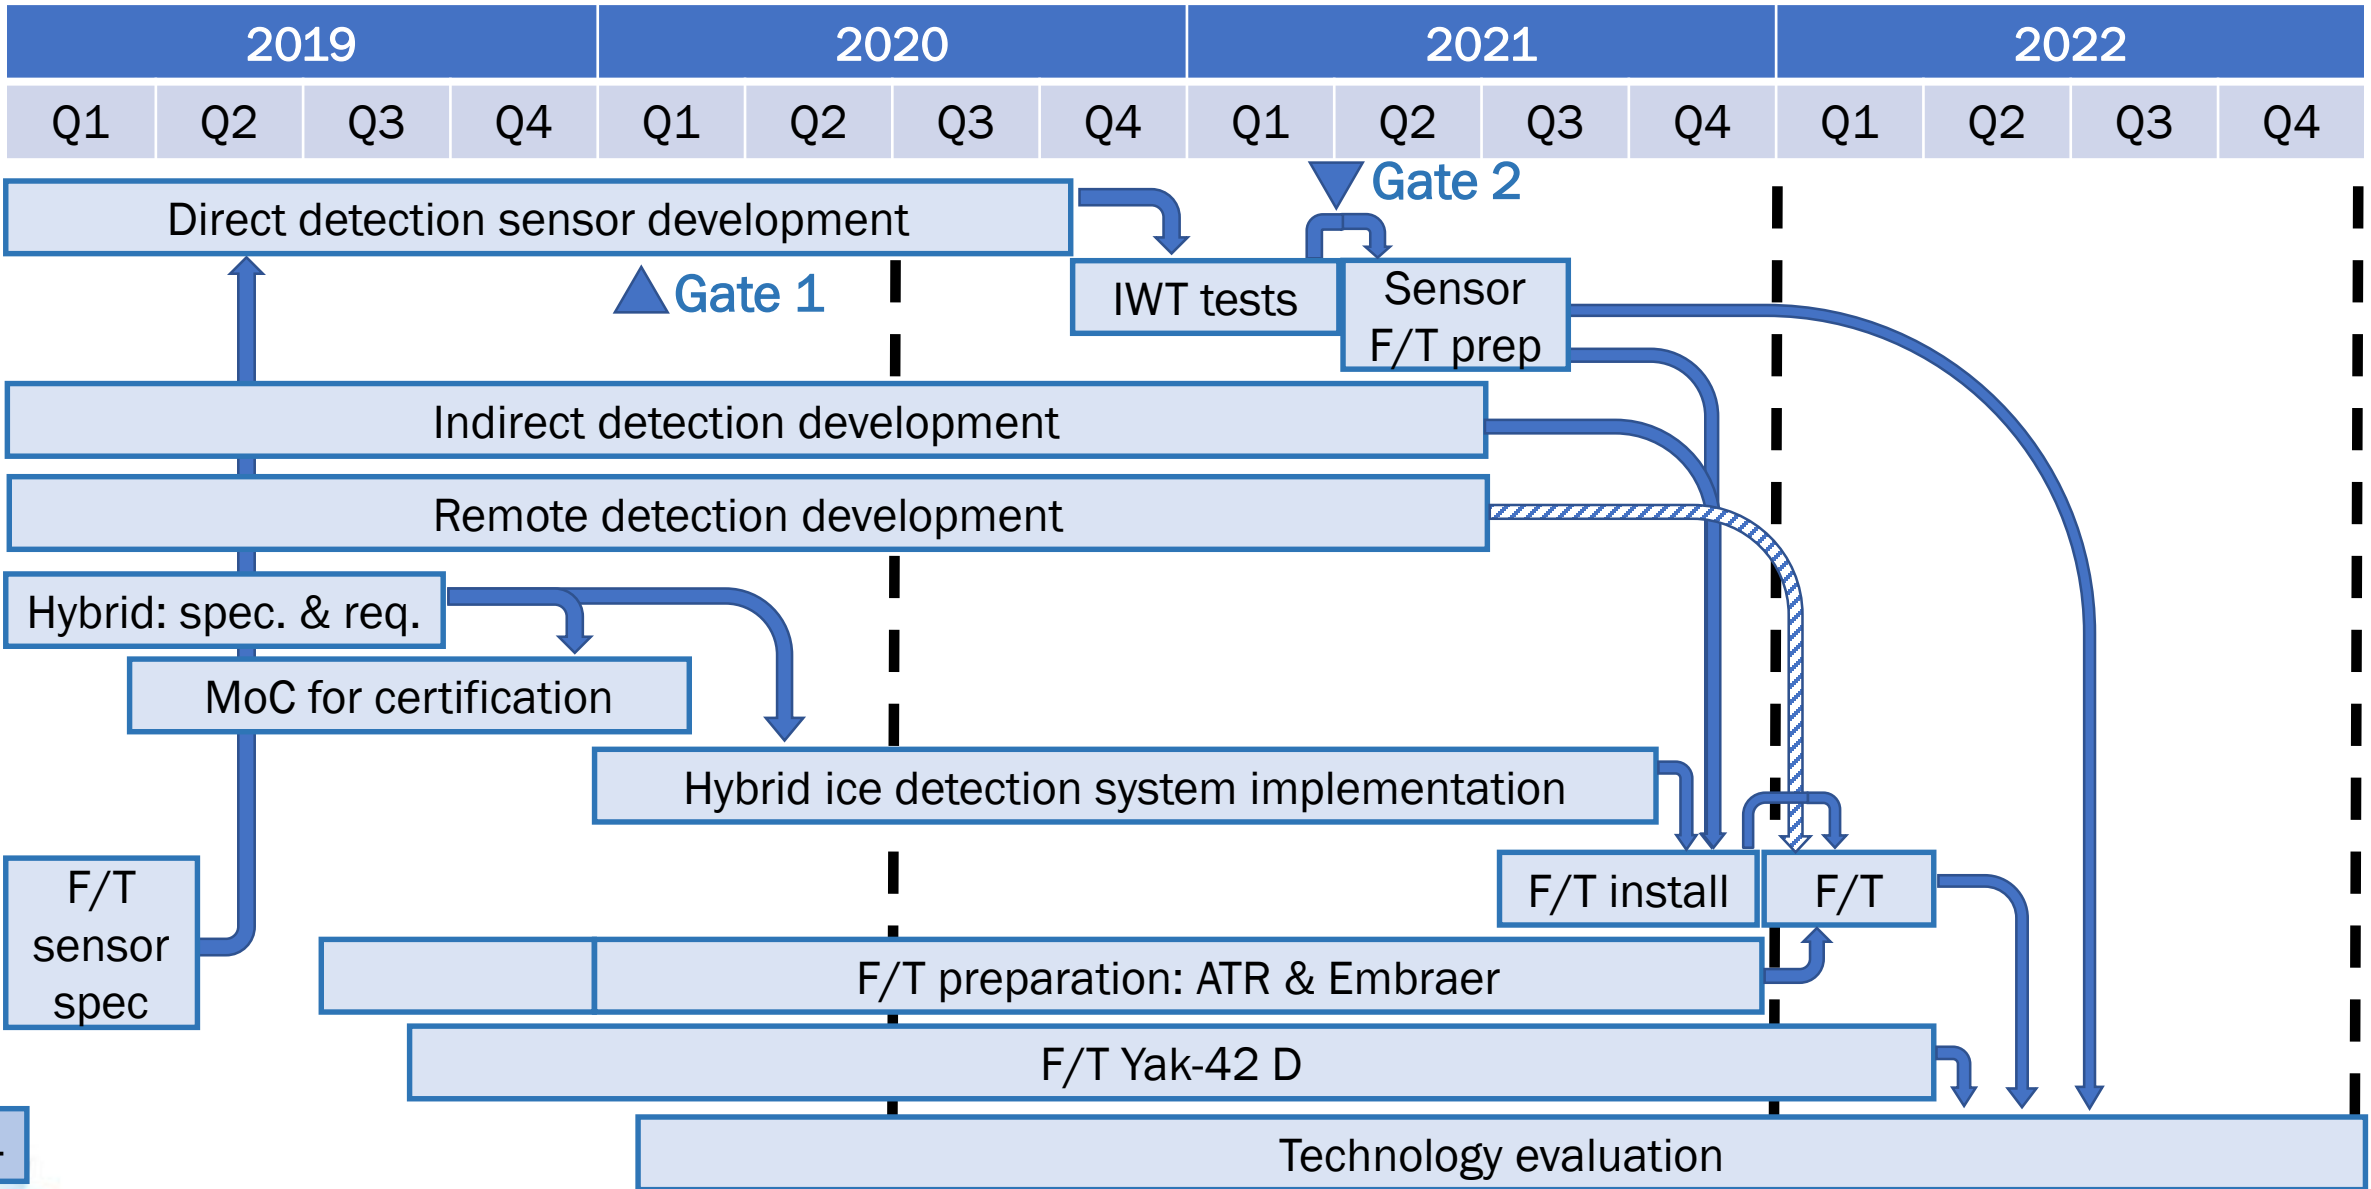 2019 2020 2021 2022
Q1 Q2 Q3 Q4 Q1 Q2 Q3 Q4 Q1 Q2 Q3 Q4 Q1 Q2 Q3 Q4
Gate 2
Direct detection sensor development
Gate 1
IWT tests
Sensor
F/T prep
Indirect detection development
Remote detection development
Hybrid: spec. & req.
MoC for certification
Hybrid ice detection system implementation
F/T
sensor
spec
F/T install
F/T
F/T preparation: ATR & Embraer
F/T Yak-42 D
Technology evaluation